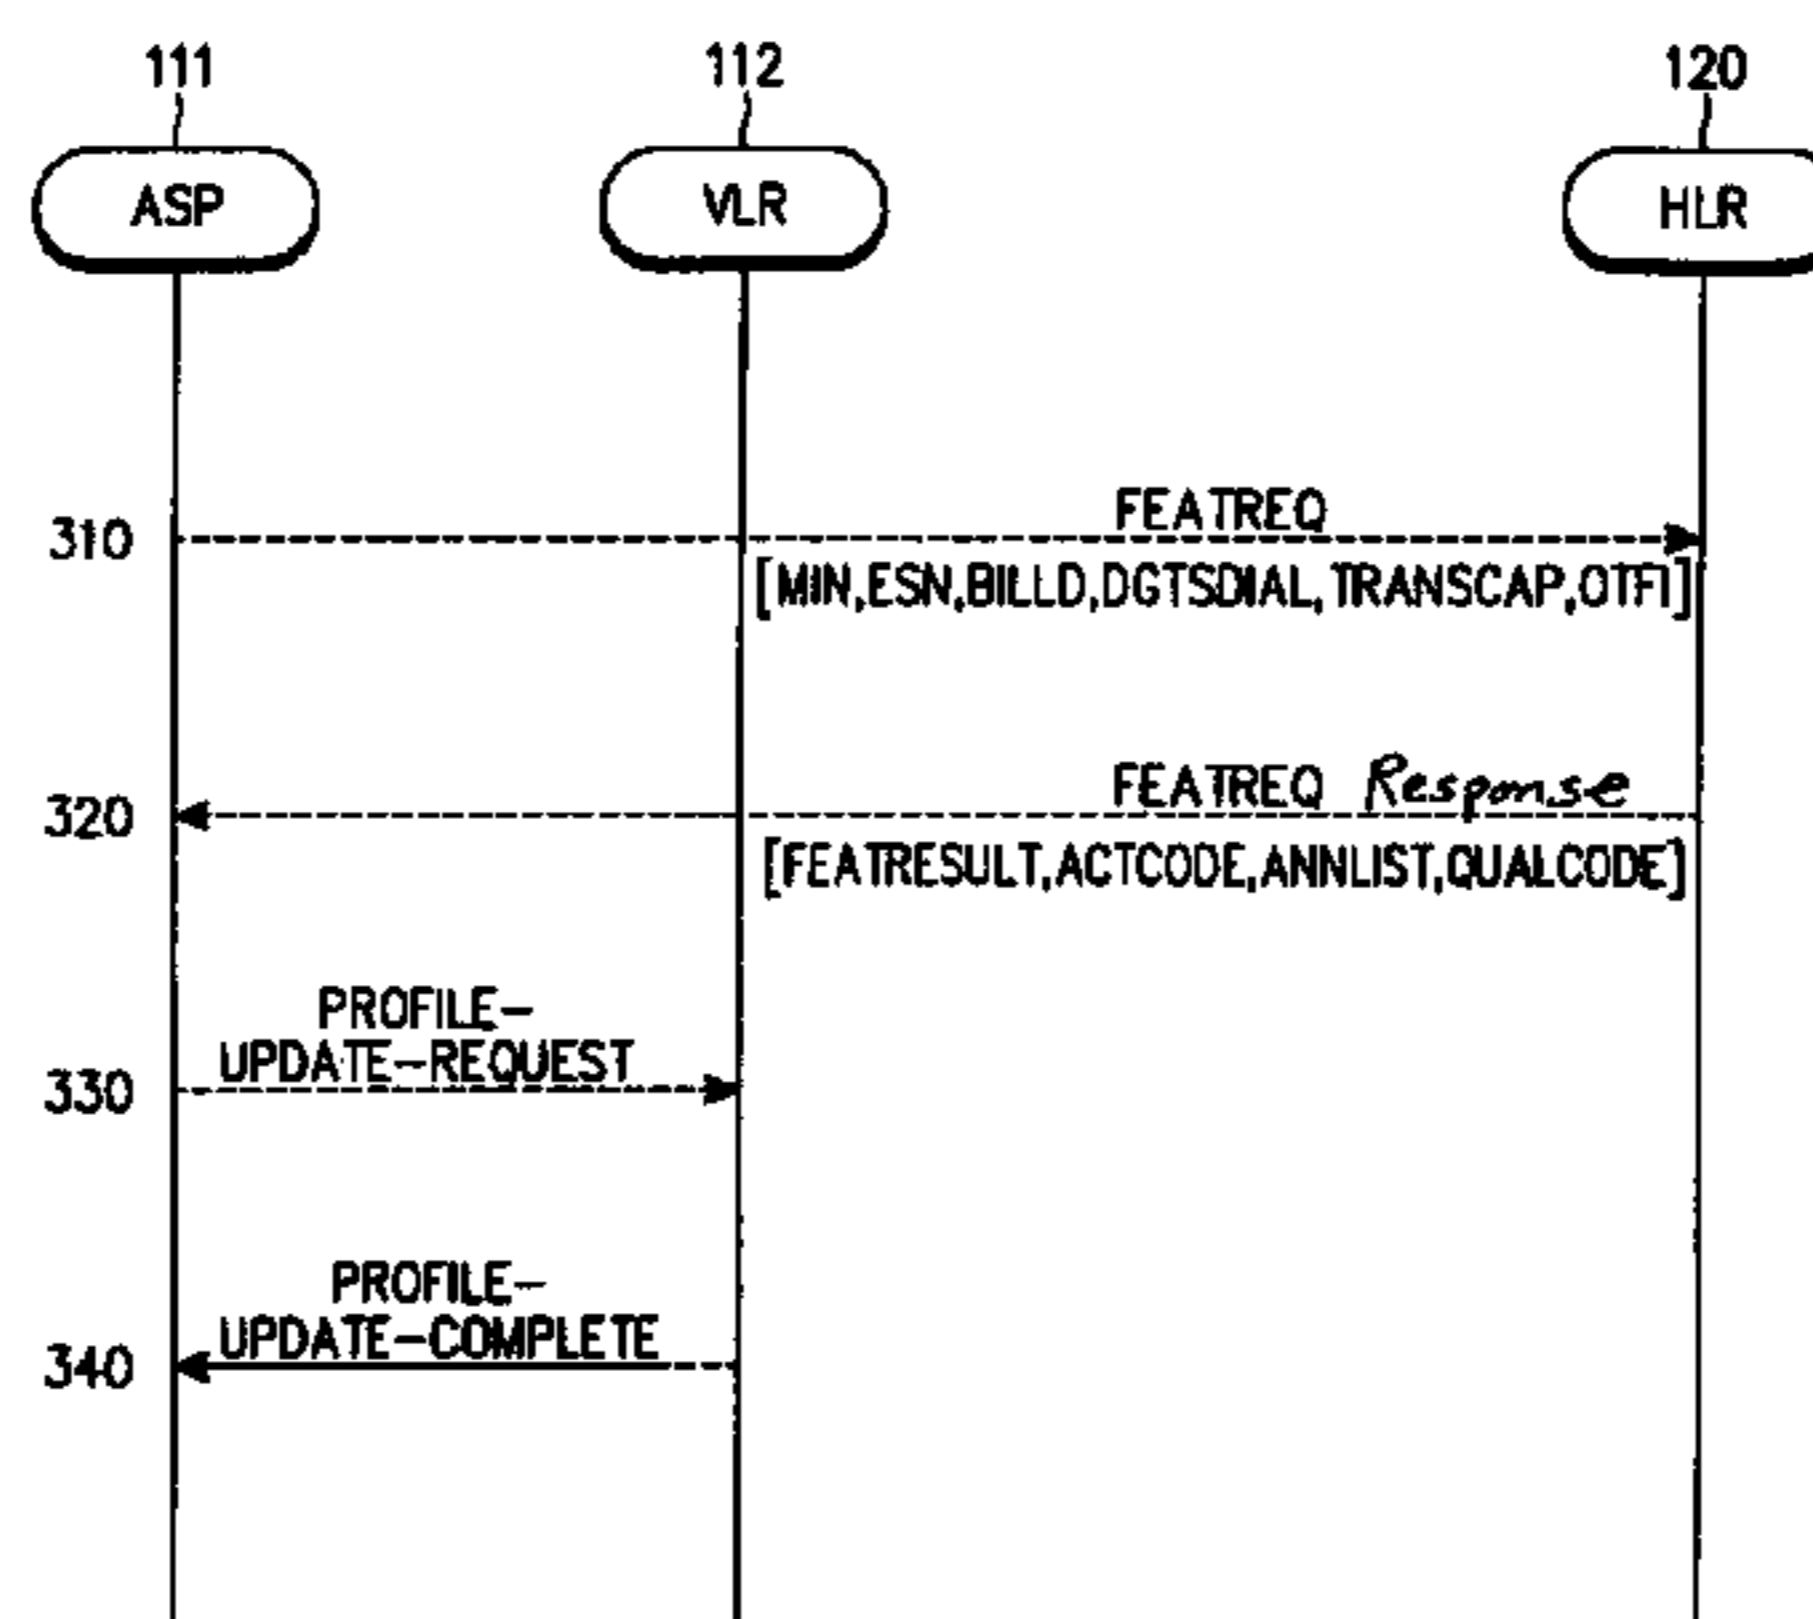 111 112 120
ASP VLR HLR
FEATREQ
310
[MIN,ESN,BILLD,DGTSDIAL,TRANSCAP,OTFI]
FEATREQ Response
320
[FEATRESULT,ACTCODE,ANNLIST,QUALCODE]
PROFILE-
UPDATE-REQUEST
330
PROFILE-
UPDATE-COMPLETE
340